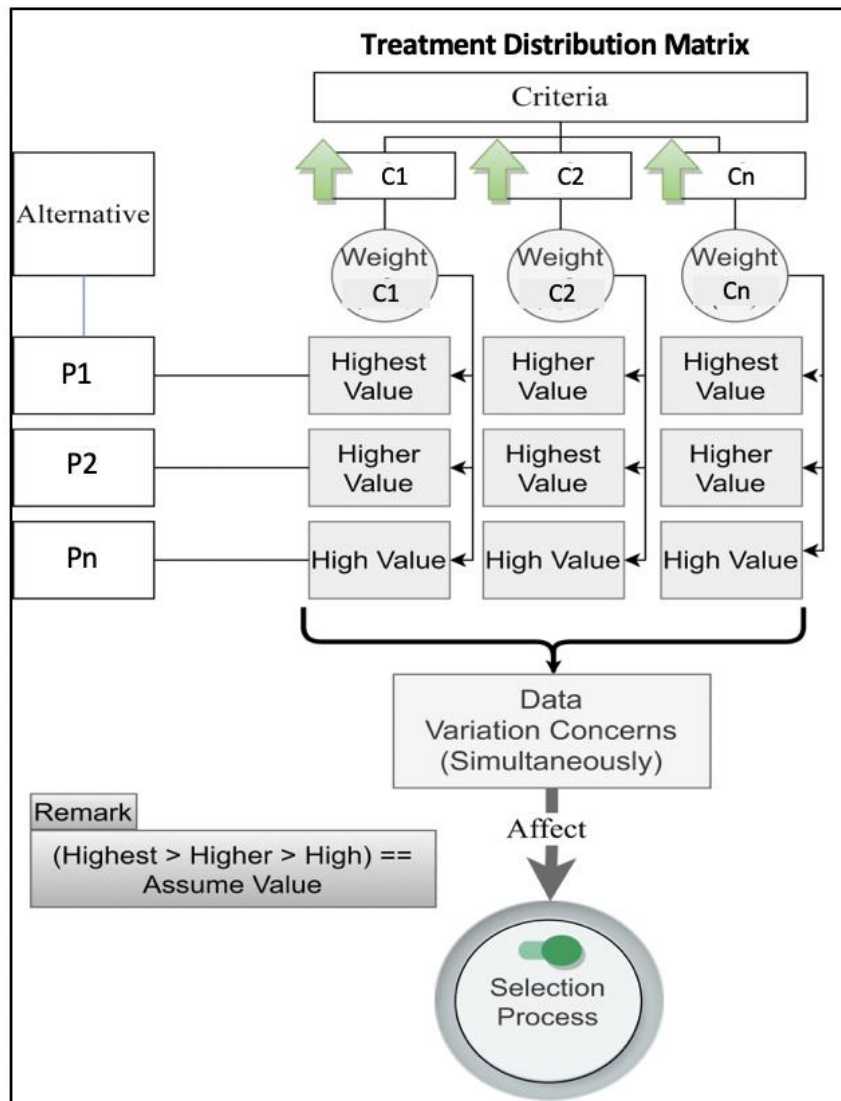 Treatment Distribution Matrix
Criteria
C1
C2
Cn
Alternative
Weight
C1
Weight
C2
Weight
Cn
P1
Highest
Value
Higher
Value
Highest
Value
P2
Higher
Value
Highest
Value
Higher
Value
Pn
High Value
High Value
High Value
Data
Variation Concerns
(Simultaneously)
Remark
(Highest > Higher > High) ==
Assume Value
Affect
Selection
Process